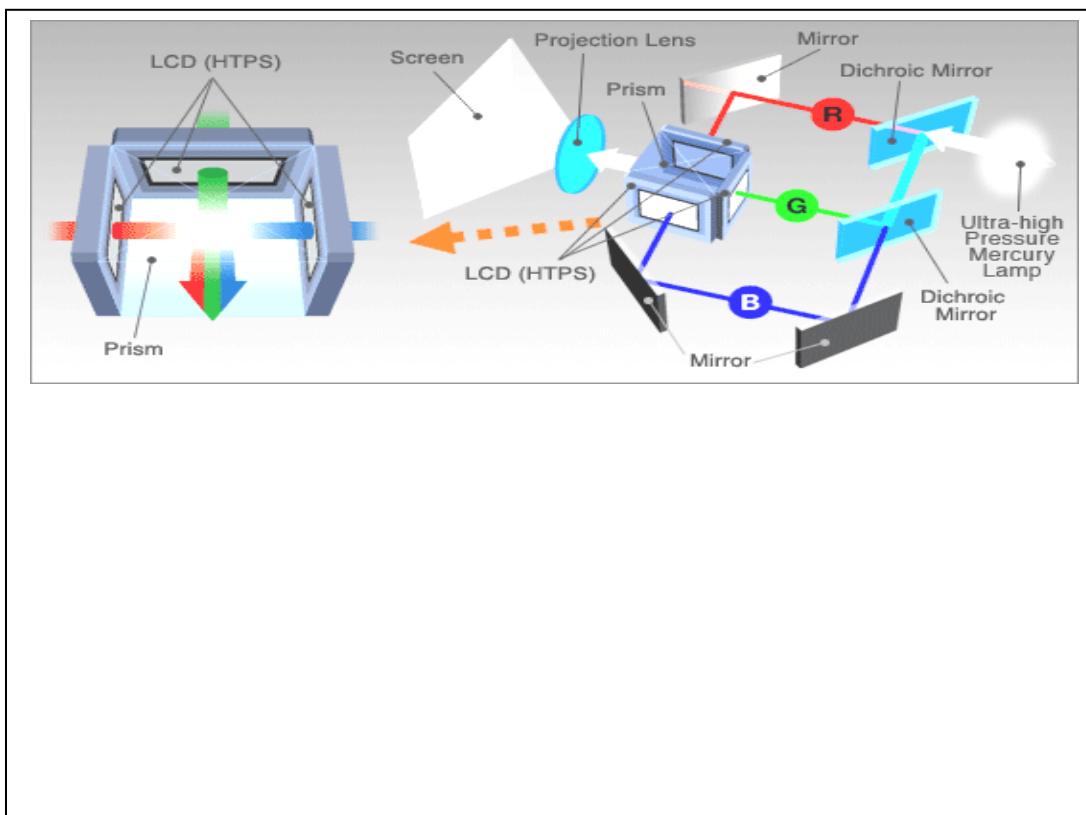 LCD (HTPS)
Prism
Screen
Projection Lens
Prism
Mirror
Dichroic Mirror
R
G
B
LCD (HTPS)
Mirror
Dichroic
Mirror
Ultra-high
Pressure
Mercury
Lamp